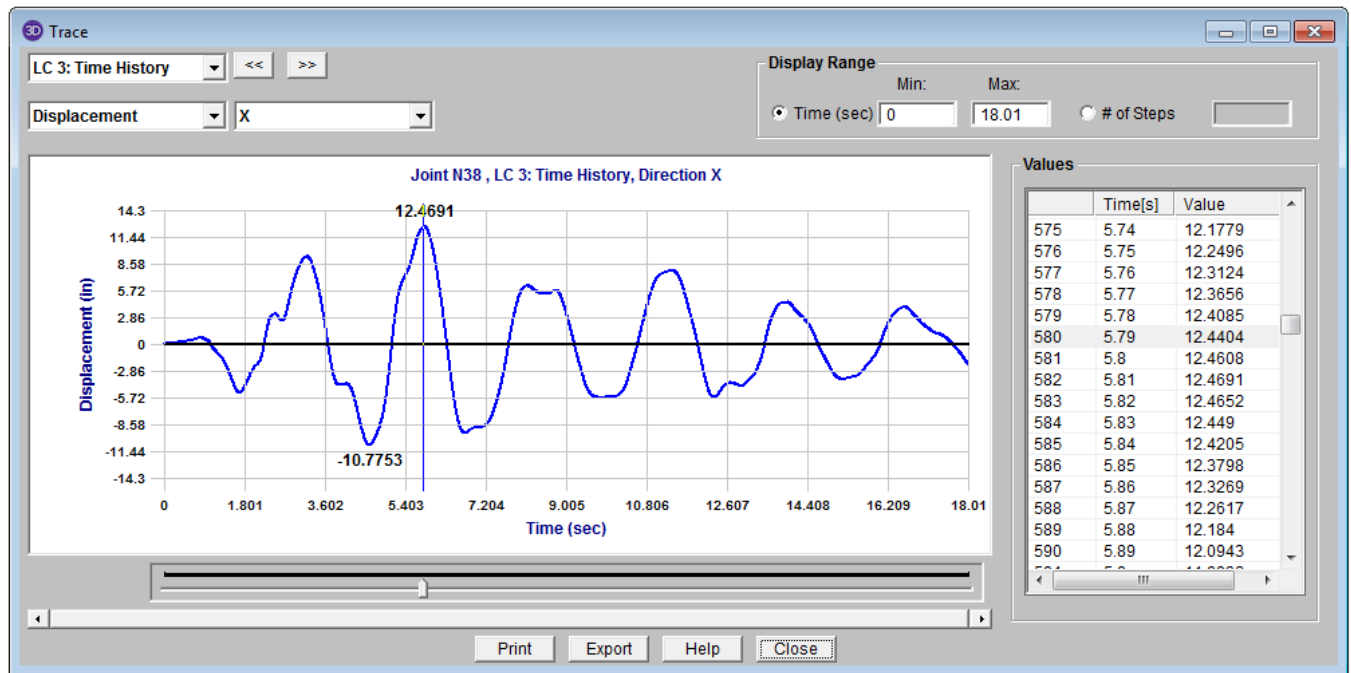 3D Trace
LC 3: Time History << >>
Display Range
Min: Max:
Time (sec) 0 18.01 # of Steps
Displacement X
Joint N38 , LC 3: Time History, Direction X
12.4691
14.3
11.44
8.58
5.72
2.86
0
-2.86
-5.72
-8.58
-11.44
-14.3
Displacement (in)
-10.7753
0 1.801 3.602 5.403 7.204 9.005 10.806 12.607 14.408 16.209 18.01
Time (sec)
Values
Time[s] Value
575 5.74 12.1779
576 5.75 12.2496
577 5.76 12.3124
578 5.77 12.3656
579 5.78 12.4085
580 5.79 12.4404
581 5.8 12.4608
582 5.81 12.4691
583 5.82 12.4652
584 5.83 12.449
585 5.84 12.4205
586 5.85 12.3798
587 5.86 12.3269
588 5.87 12.2617
589 5.88 12.184
590 5.89 12.0943
Print Export Help Close